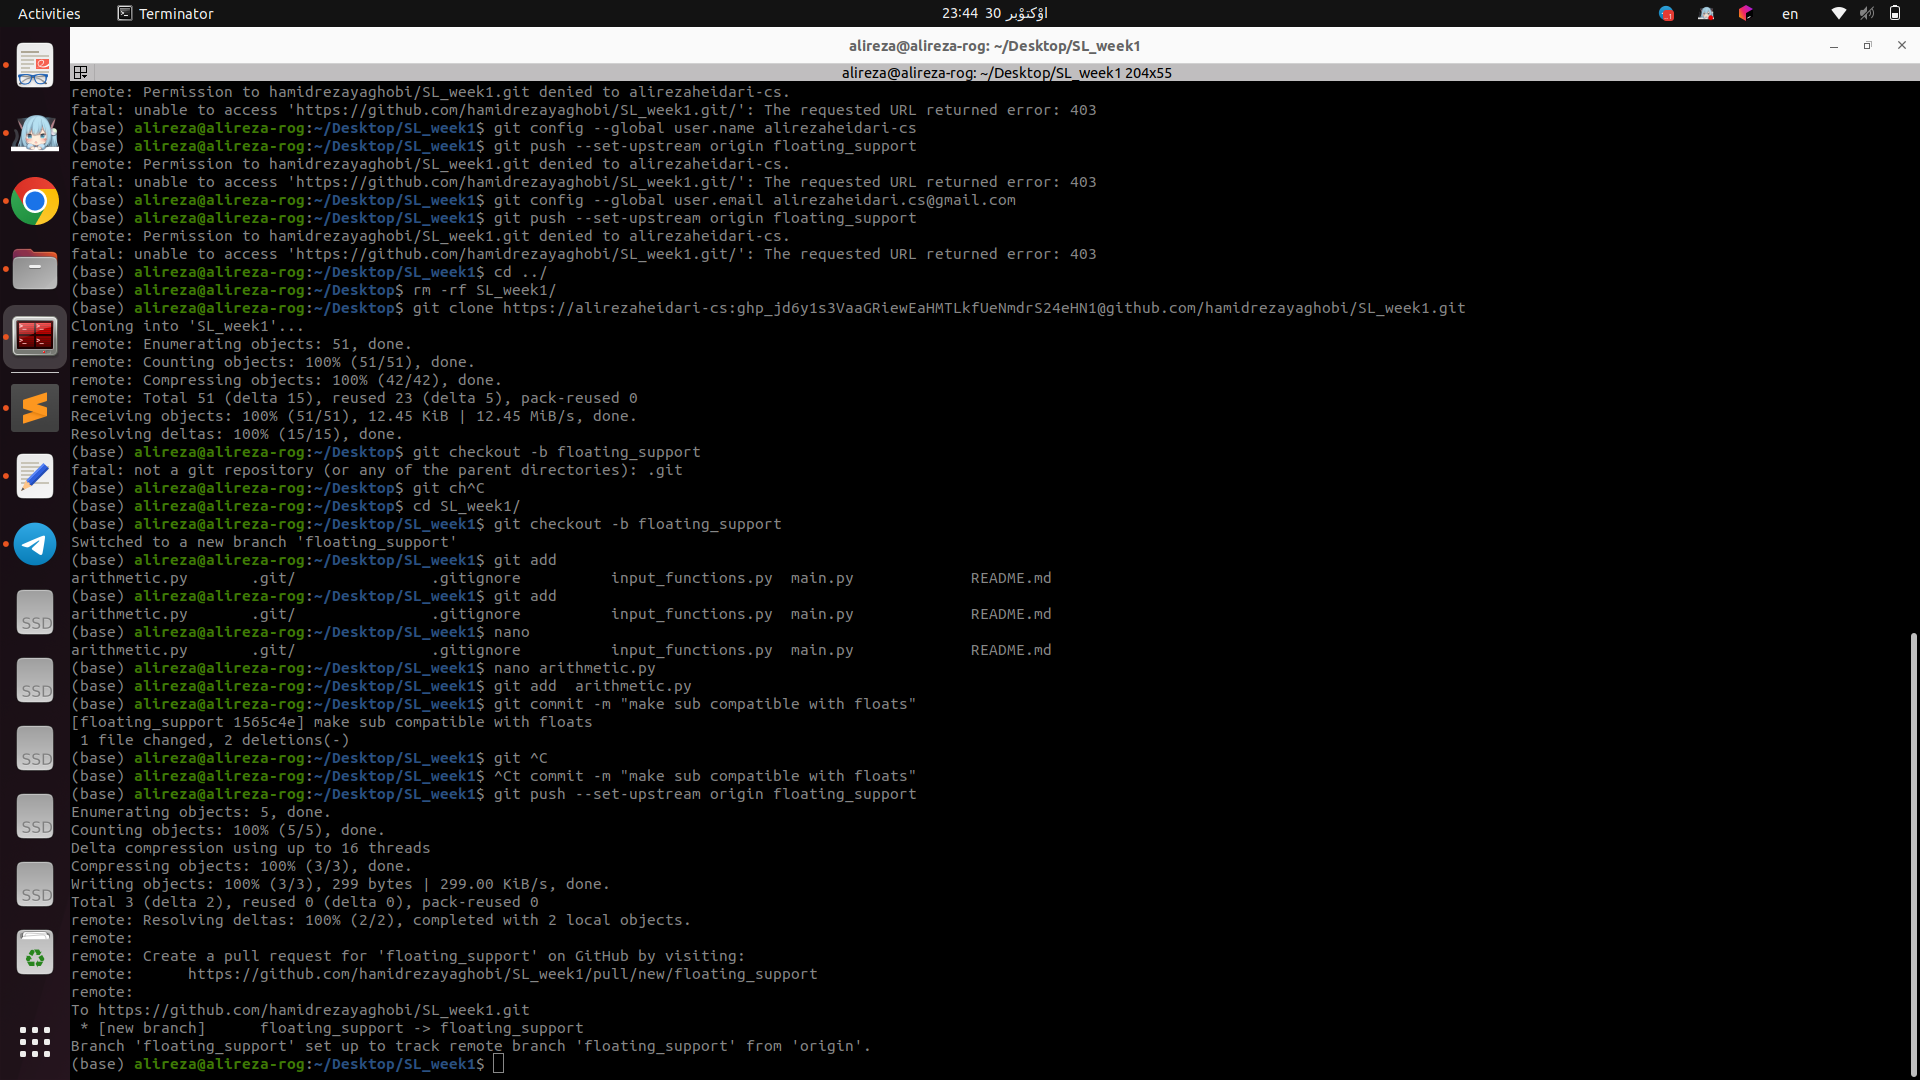 Activities
Terminator
23:44 30 اؤکتوْبر
en
alireza@alireza-rog: ~/Desktop/SL_week1
alireza@alireza-rog: ~/Desktop/SL_week1 204x55
remote: Permission to hamidrezayaghobi/SL_week1.git denied to alirezaheidari-cs.
fatal: unable to access 'https://github.com/hamidrezayaghobi/SL_week1.git/': The requested URL returned error: 403
(base) alireza@alireza-rog:~/Desktop/SL_week1$ git config --global user.name alirezaheidari-cs
(base) alireza@alireza-rog:~/Desktop/SL_week1$ git push --set-upstream origin floating_support
remote: Permission to hamidrezayaghobi/SL_week1.git denied to alirezaheidari-cs.
fatal: unable to access 'https://github.com/hamidrezayaghobi/SL_week1.git/': The requested URL returned error: 403
(base) alireza@alireza-rog:~/Desktop/SL_week1$ git config --global user.email alirezaheidari.cs@gmail.com
(base) alireza@alireza-rog:~/Desktop/SL_week1$ git push --set-upstream origin floating_support
remote: Permission to hamidrezayaghobi/SL_week1.git denied to alirezaheidari-cs.
fatal: unable to access 'https://github.com/hamidrezayaghobi/SL_week1.git/': The requested URL returned error: 403
(base) alireza@alireza-rog:~/Desktop/SL_week1$ cd ../
(base) alireza@alireza-rog:~/Desktop$ rm -rf SL_week1/
(base) alireza@alireza-rog:~/Desktop$ git clone https://alirezaheidari-cs: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@github.com/hamidrezayaghobi/SL_week1.git
Cloning into 'SL_week1'...
remote: Enumerating objects: 51, done.
remote: Counting objects: 100% (51/51), done.
remote: Compressing objects: 100% (42/42), done.
remote: Total 51 (delta 15), reused 23 (delta 5), pack-reused 0
Receiving objects: 100% (51/51), 12.45 KiB | 12.45 MiB/s, done.
Resolving deltas: 100% (15/15), done.
(base) alireza@alireza-rog:~/Desktop$ git checkout -b floating_support
fatal: not a git repository (or any of the parent directories): .git
(base) alireza@alireza-rog:~/Desktop$ git ch^C
(base) alireza@alireza-rog:~/Desktop$ cd SL_week1/
(base) alireza@alireza-rog:~/Desktop/SL_week1$ git checkout -b floating_support
Switched to a new branch 'floating_support'
(base) alireza@alireza-rog:~/Desktop/SL_week1$ git add
arithmetic.py .git/ .gitignore input_functions.py main.py README.md
(base) alireza@alireza-rog:~/Desktop/SL_week1$ git add
arithmetic.py .git/ .gitignore input_functions.py main.py README.md
(base) alireza@alireza-rog:~/Desktop/SL_week1$ nano
arithmetic.py .git/ .gitignore input_functions.py main.py README.md
(base) alireza@alireza-rog:~/Desktop/SL_week1$ nano arithmetic.py
(base) alireza@alireza-rog:~/Desktop/SL_week1$ git add  arithmetic.py
(base) alireza@alireza-rog:~/Desktop/SL_week1$ git commit -m "make sub compatible with floats"
[floating_support 1565c4e] make sub compatible with floats
1 file changed, 2 deletions(-)
(base) alireza@alireza-rog:~/Desktop/SL_week1$ git ^C
(base) alireza@alireza-rog:~/Desktop/SL_week1$ ^Ct commit -m "make sub compatible with floats"
(base) alireza@alireza-rog:~/Desktop/SL_week1$ git push --set-upstream origin floating_support
Enumerating objects: 5, done.
Counting objects: 100% (5/5), done.
Delta compression using up to 16 threads
Compressing objects: 100% (3/3), done.
Writing objects: 100% (3/3), 299 bytes | 299.00 KiB/s, done.
Total 3 (delta 2), reused 0 (delta 0), pack-reused 0
remote: Resolving deltas: 100% (2/2), completed with 2 local objects.
remote:
remote: Create a pull request for 'floating_support' on GitHub by visiting:
remote:      https://github.com/hamidrezayaghobi/SL_week1/pull/new/floating_support
remote:
To https://github.com/hamidrezayaghobi/SL_week1.git
* [new branch]      floating_support -> floating_support
Branch 'floating_support' set up to track remote branch 'floating_support' from 'origin'.
(base) alireza@alireza-rog:~/Desktop/SL_week1$
SSD
SSD
SSD
SSD
SSD